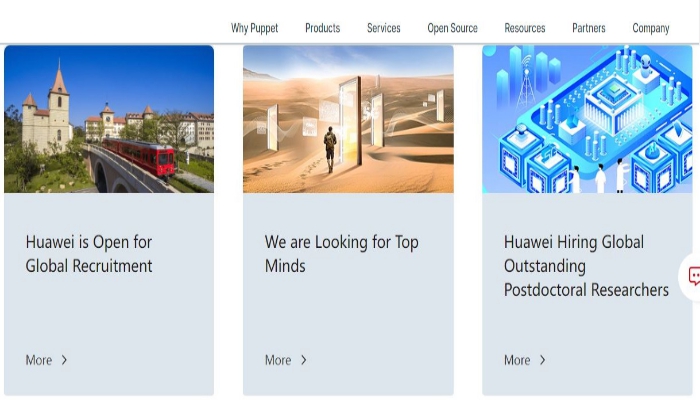 Why Puppet Products Services Open Source Resources Partners Company
Huawei is Open for
Global Recruitment
More
We are Looking for Top
Minds
More
Huawei Hiring Global
Outstanding
Postdoctoral Researchers
More